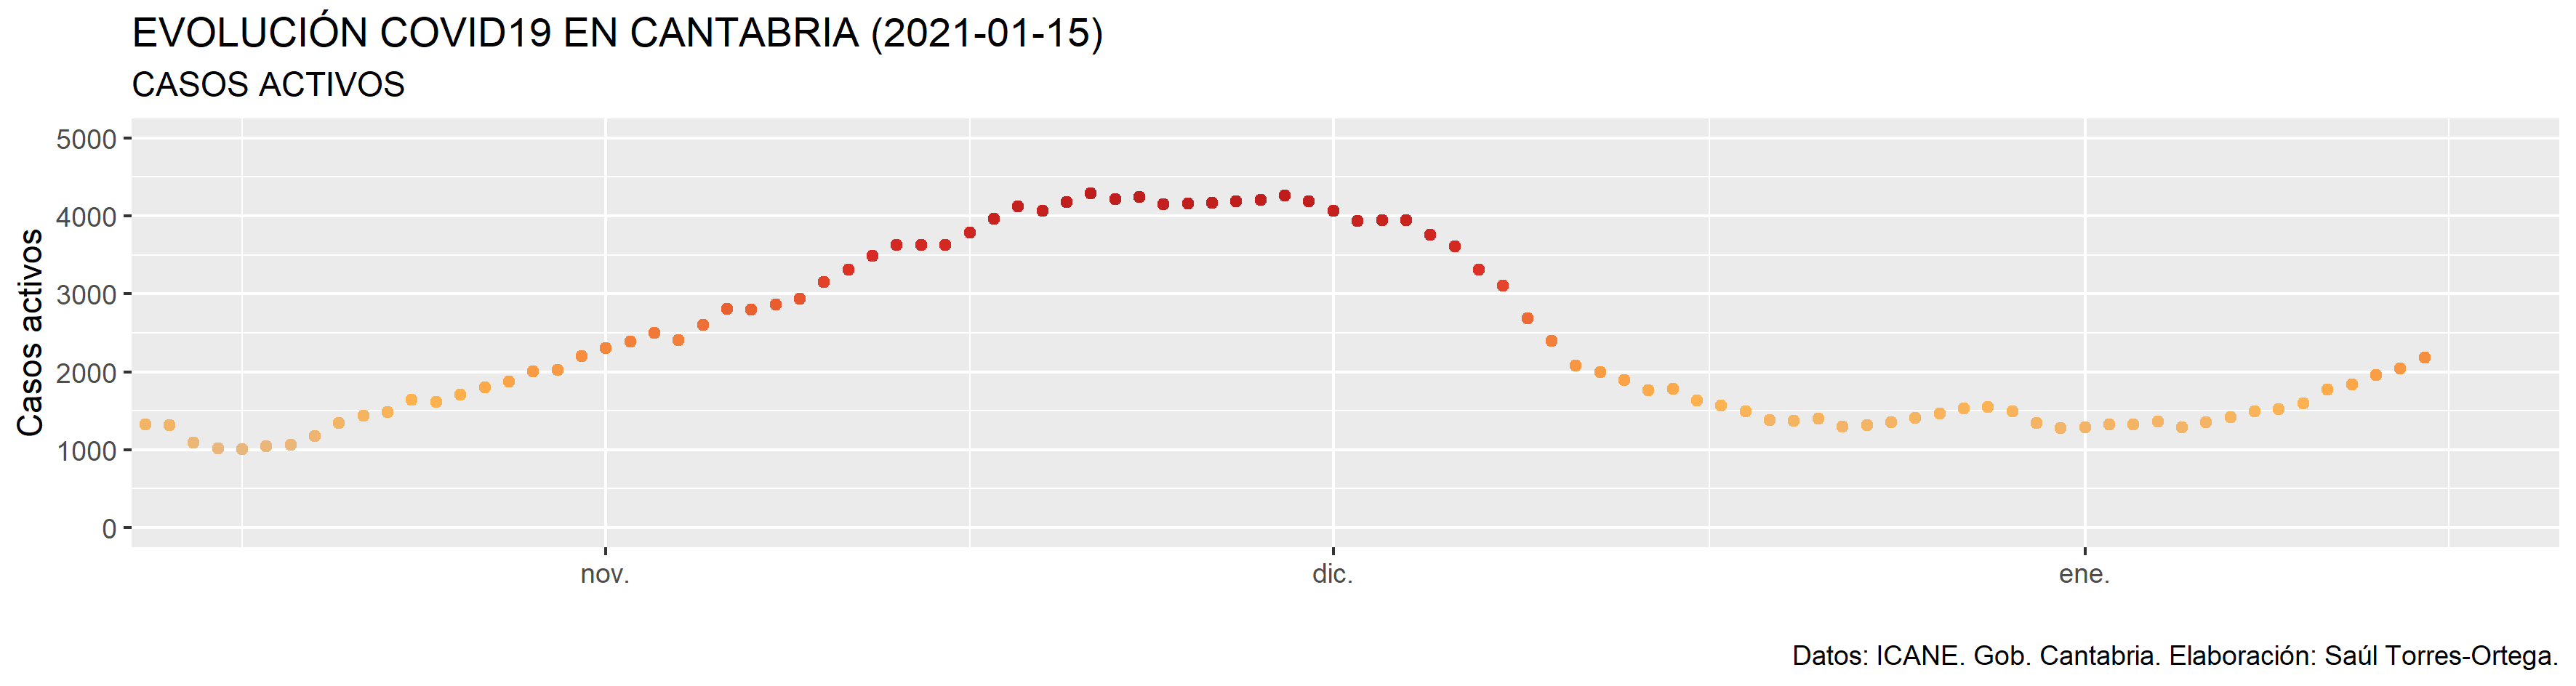 EVOLUCIÓN COVID19 EN CANTABRIA (2021-01-15)
CASOS ACTIVOS
Casos activos
5000
4000
3000
2000
1000
0
nov.
dic.
ene.
Datos: ICANE. Gob. Cantabria. Elaboración: Saúl Torres-Ortega.